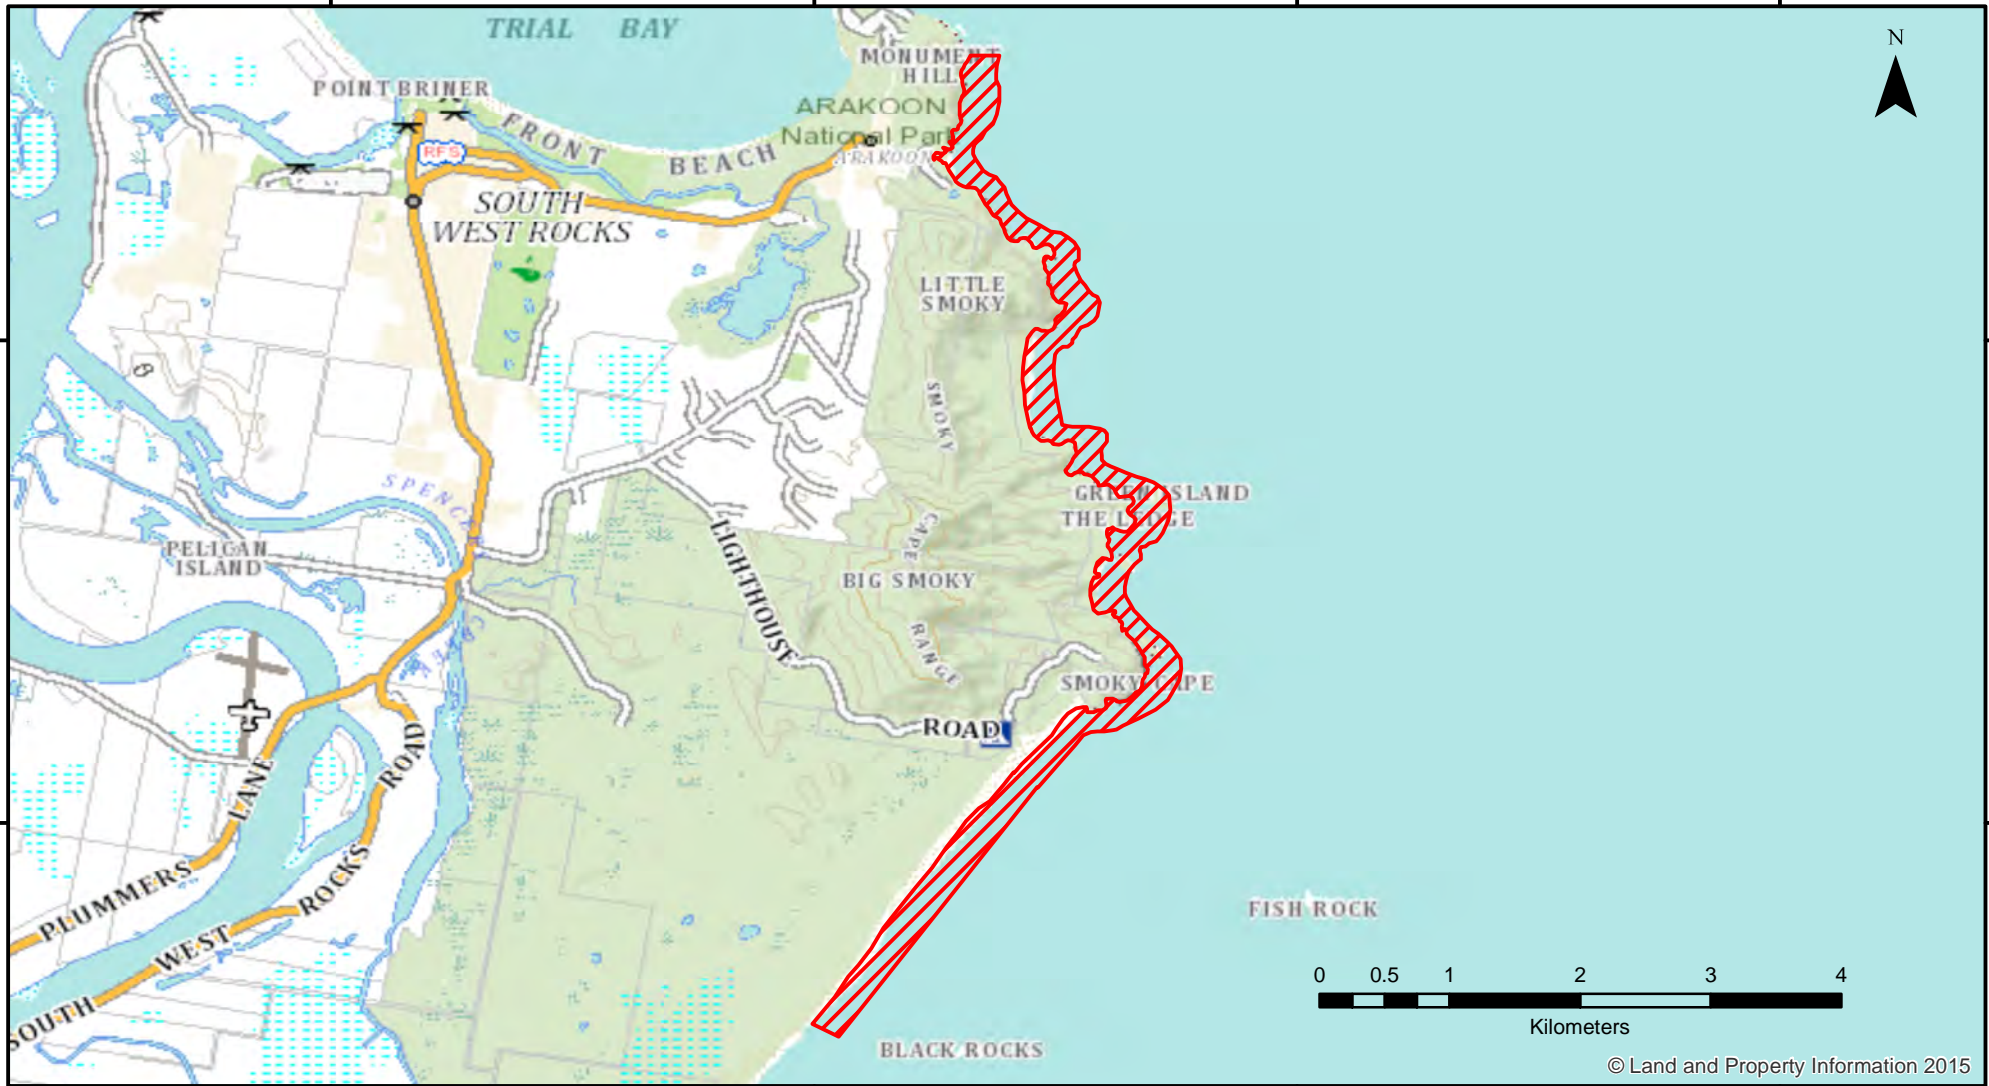 TRIAL BAY
N
MONUMENT
HILL
POINT BRINER
ARAKOON
National Park
FRONT BEACH
RFS
ARAKOON
SOUTH
WEST ROCKS
LITTLE
SMOKY
SMOKY
SPENCERS
GREEN ISLAND
THE LEDGE
CAPE
PELICAN
ISLAND
LIGHTHOUSE
BIG SMOKY
RANGE
SMOKY CAPE
ROAD
ROAD
LANE
PLUMMERS
ROCKS
WEST
SOUTH
FISH ROCK
0 0.5 1 2 3 4
Kilometers
BLACK ROCKS
© Land and Property Information 2015